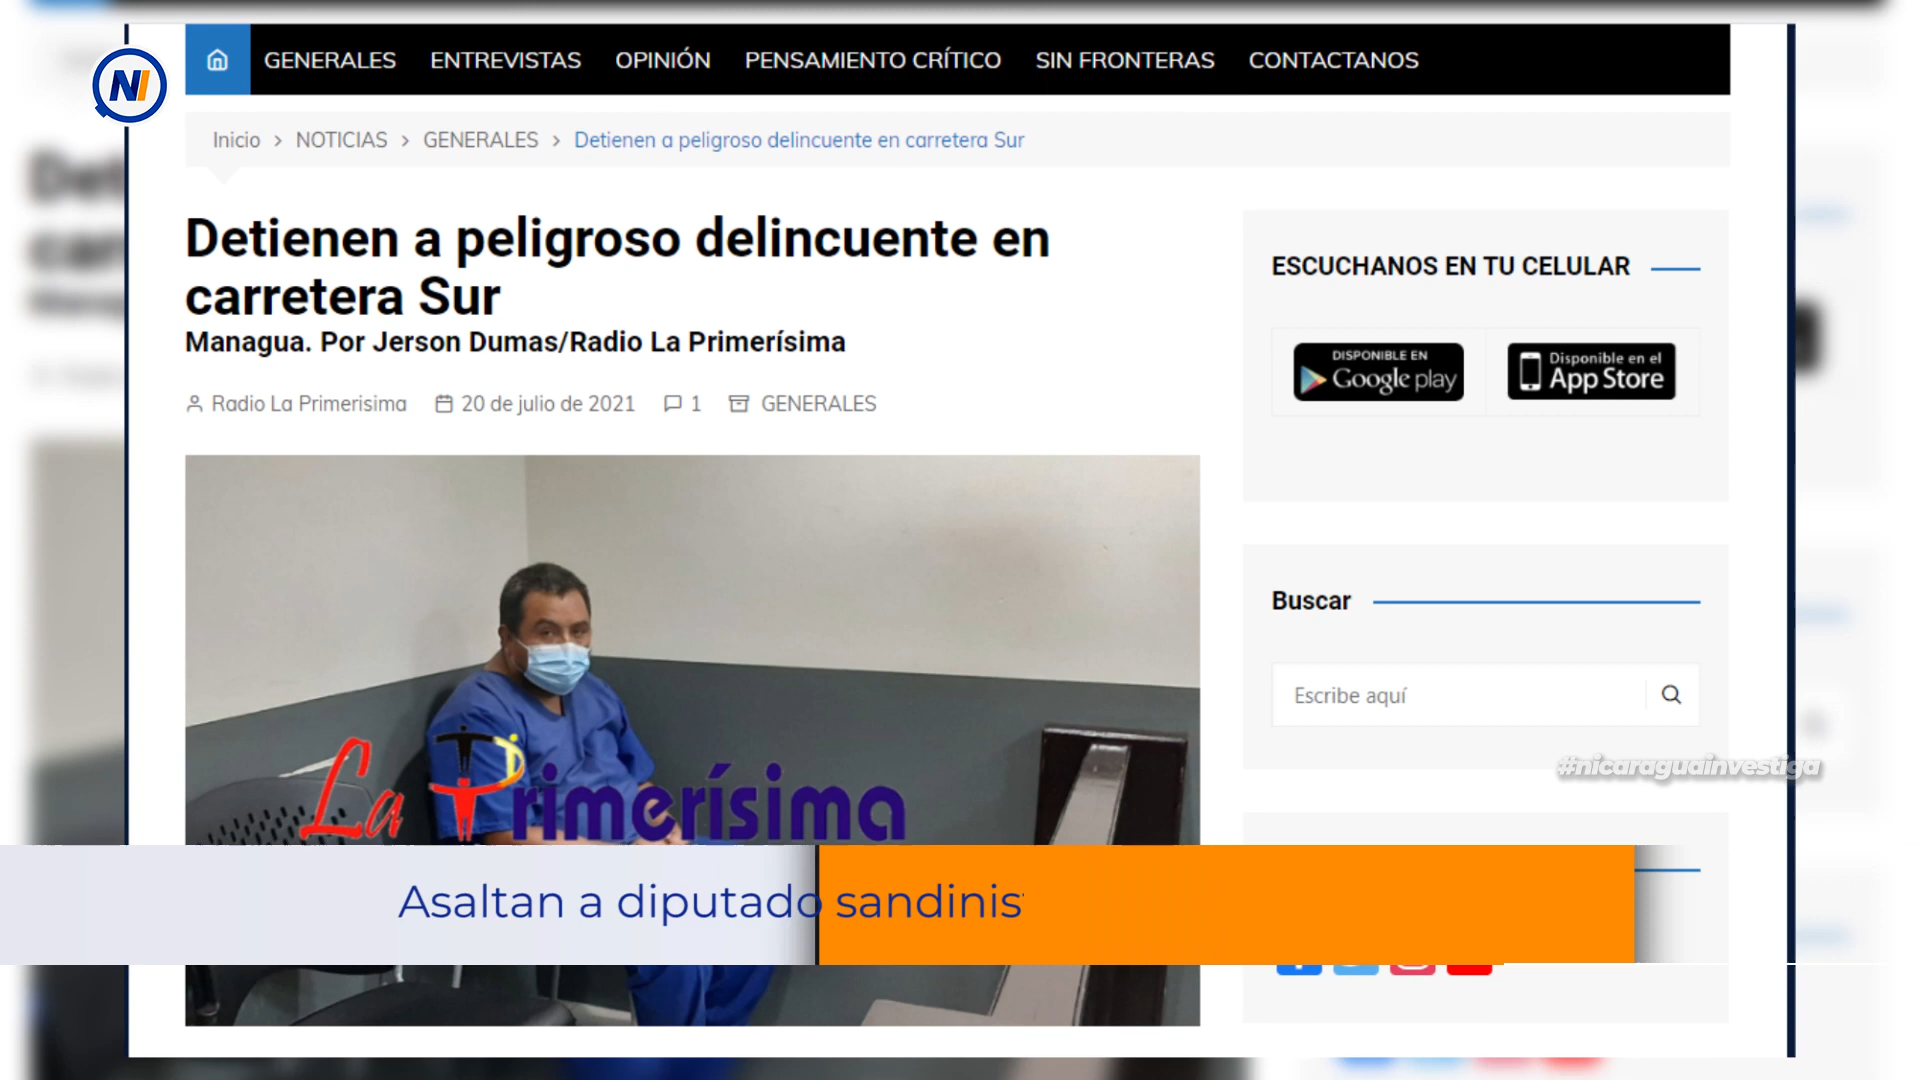 NI
GENERALES ENTREVISTAS OPINIÓN PENSAMIENTO CRÍTICO SIN FRONTERAS CONTACTANOS
Inicio > NOTICIAS > GENERALES > Detienen a peligroso delincuente en carretera Sur
Detienen a peligroso delincuente en
carretera Sur
Managua. Por Jerson Dumas/Radio La Primerísima
Radio La Primerisima 20 de julio de 2021 1 GENERALES
ESCUCHANOS EN TU CELULAR
DISPONIBLE EN
Google play
Disponible en el
App Store
Buscar
Escribe aquí
#nicaraguainvestiga
La Primerísima
Asaltan a diputado sandinis